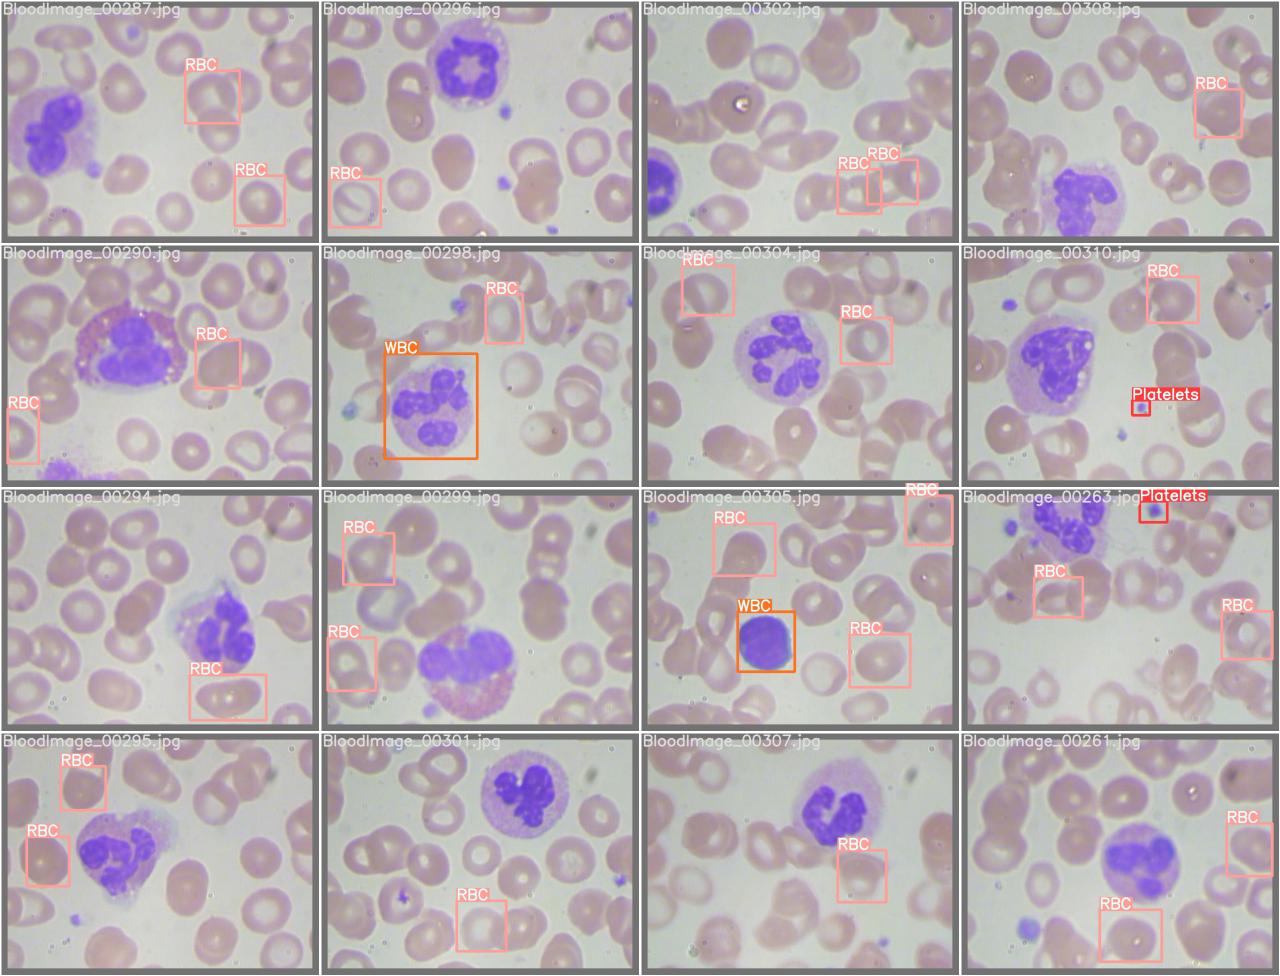 BloodImage_00287.jpg
RBC
RBC
BloodImage_00296.jpg
RBC
BloodImage_00302.jpg
RBC
RBC
BloodImage_00308.jpg
RBC
BloodImage_00290.jpg
RBC
RBC
BloodImage_00298.jpg
RBC
WBC
BloodImage_00304.jpg
RBC
RBC
BloodImage_00310.jpg
RBC
Platelets
BloodImage_00294.jpg
RBC
BloodImage_00299.jpg
RBC
RBC
BloodImage_00305.jpg
RBC
RBC
WBC
RBC
BloodImage_00263.jpg
Platelets
RBC
RBC
BloodImage_00295.jpg
RBC
RBC
BloodImage_00301.jpg
RBC
BloodImage_00307.jpg
RBC
BloodImage_00261.jpg
RBC
RBC